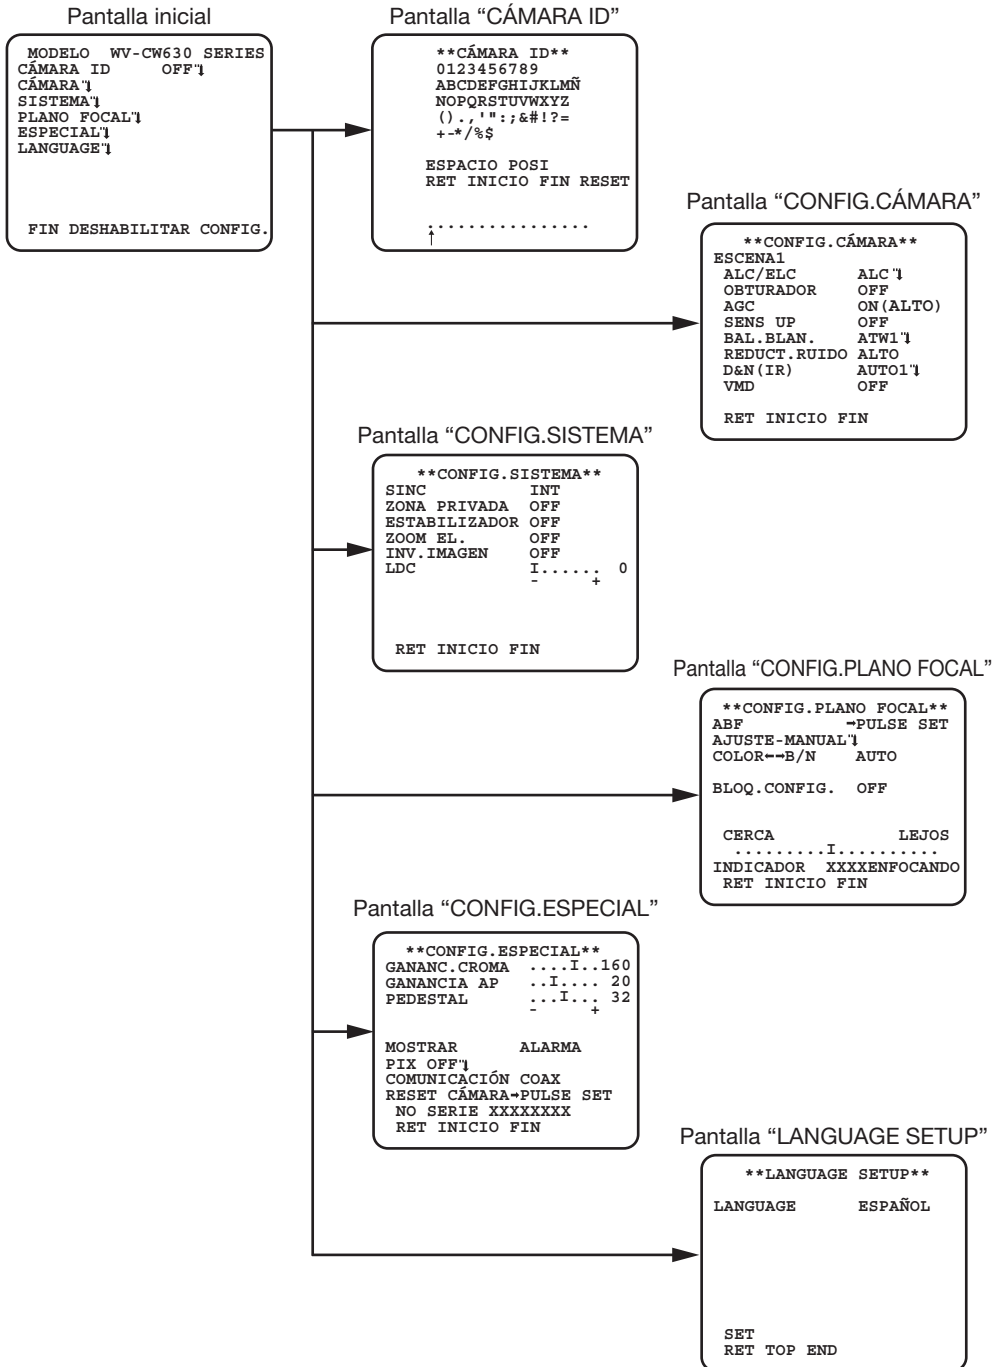 Pantalla inicial
MODELO WV-CW630 SERIES
CÁMARA ID OFF
CÁMARA
SISTEMA
PLANO FOCAL
ESPECIAL
LANGUAGE
FIN DESHABILITAR CONFIG.
Pantalla “CÁMARA ID”
**CÁMARA ID**
0123456789
ABCDEFGHIJKLMÑ
NOPQRSTUVWXYZ
().,'":;&#!?=
+-*/%$
ESPACIO POSI
RET INICIO FIN RESET
................
↑
Pantalla “CONFIG.CÁMARA”
**CONFIG.CÁMARA**
ESCENA1
ALC/ELC ALC
OBTURADOR OFF
AGC ON(ALTO)
SENS UP OFF
BAL.BLAN. ATW1
REDUCT.RUIDO ALTO
D&N(IR) AUTO1
VMD OFF
RET INICIO FIN
Pantalla “CONFIG.SISTEMA”
**CONFIG.SISTEMA**
SINC INT
ZONA PRIVADA OFF
ESTABILIZADOR OFF
ZOOM EL. OFF
INV.IMAGEN OFF
LDC I...... 0
- +
RET INICIO FIN
Pantalla “CONFIG.PLANO FOCAL”
**CONFIG.PLANO FOCAL**
ABF →PULSE SET
AJUSTE-MANUAL
COLOR←→B/N AUTO
BLOQ.CONFIG. OFF
CERCA LEJOS
.........I..........
INDICADOR XXXXENFOCANDO
RET INICIO FIN
Pantalla “CONFIG.ESPECIAL”
**CONFIG.ESPECIAL**
GANANC.CROMA ....I..160
GANANCIA AP ..I.... 20
PEDESTAL ...I... 32
- +
MOSTRAR ALARMA
PIX OFF
COMUNICACIÓN COAX
RESET CÁMARA→PULSE SET
NO SERIE XXXXXXXX
RET INICIO FIN
Pantalla “LANGUAGE SETUP”
**LANGUAGE SETUP**
LANGUAGE ESPAÑOL
SET
RET TOP END